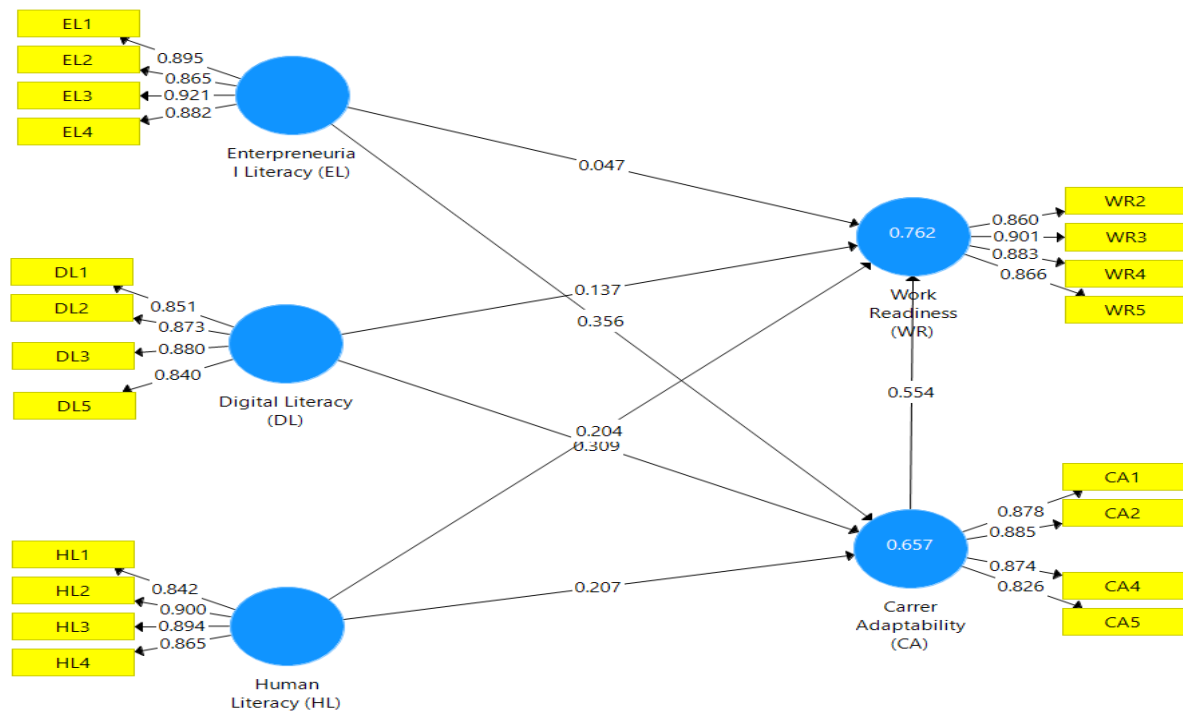 EL1
EL2
EL3
EL4
0.895
0.865
0.921
0.882
Enterpreneuria
l Literacy (EL)
DL1
DL2
DL3
DL5
0.851
0.873
0.880
0.840
Digital Literacy
(DL)
HL1
HL2
HL3
HL4
0.842
0.900
0.894
0.865
Human
Literacy (HL)
0.047
0.137
0.356
0.204
0.309
0.207
0.554
0.762
Work
Readiness
(WR)
0.860
0.901
0.883
0.866
WR2
WR3
WR4
WR5
0.657
Carrer
Adaptability
(CA)
0.878
0.885
0.874
0.826
CA1
CA2
CA4
CA5